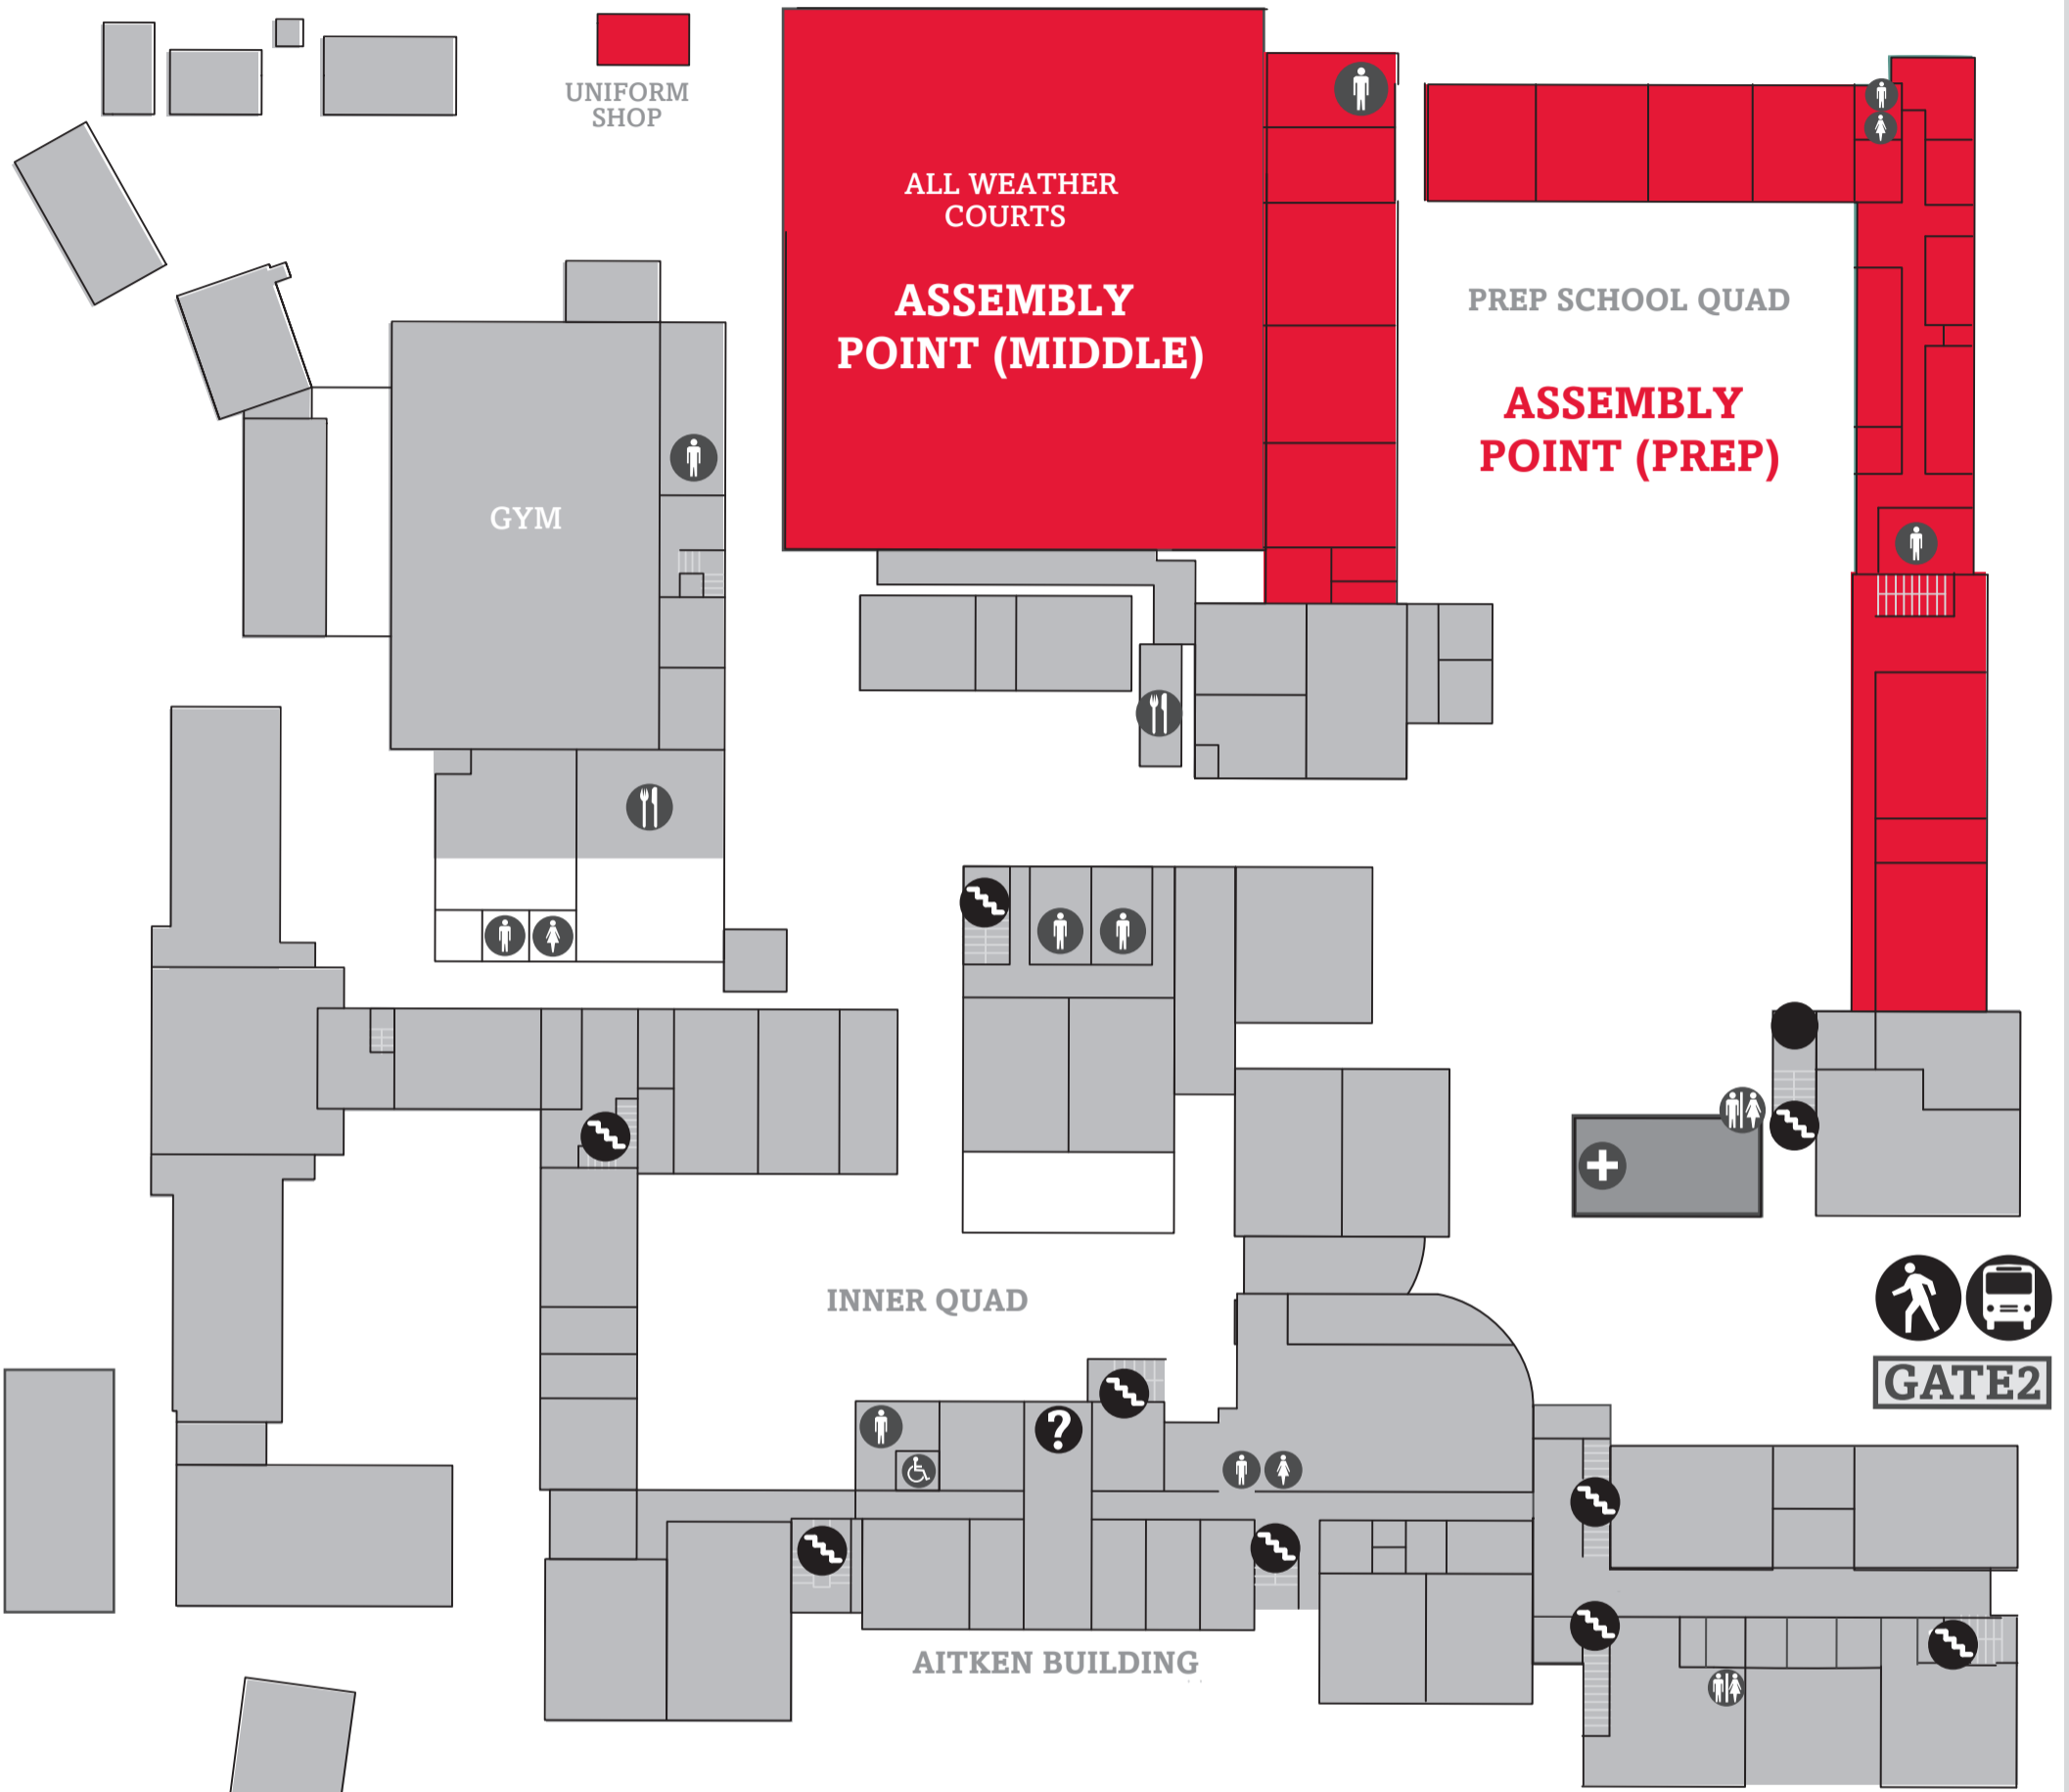 UNIFORM
SHOP
ALL WEATHER
COURTS
ASSEMBLY
POINT (MIDDLE)
PREP SCHOOL QUAD
ASSEMBLY
POINT (PREP)
GYM
INNER QUAD
GATE2
?
AITKEN BUILDING